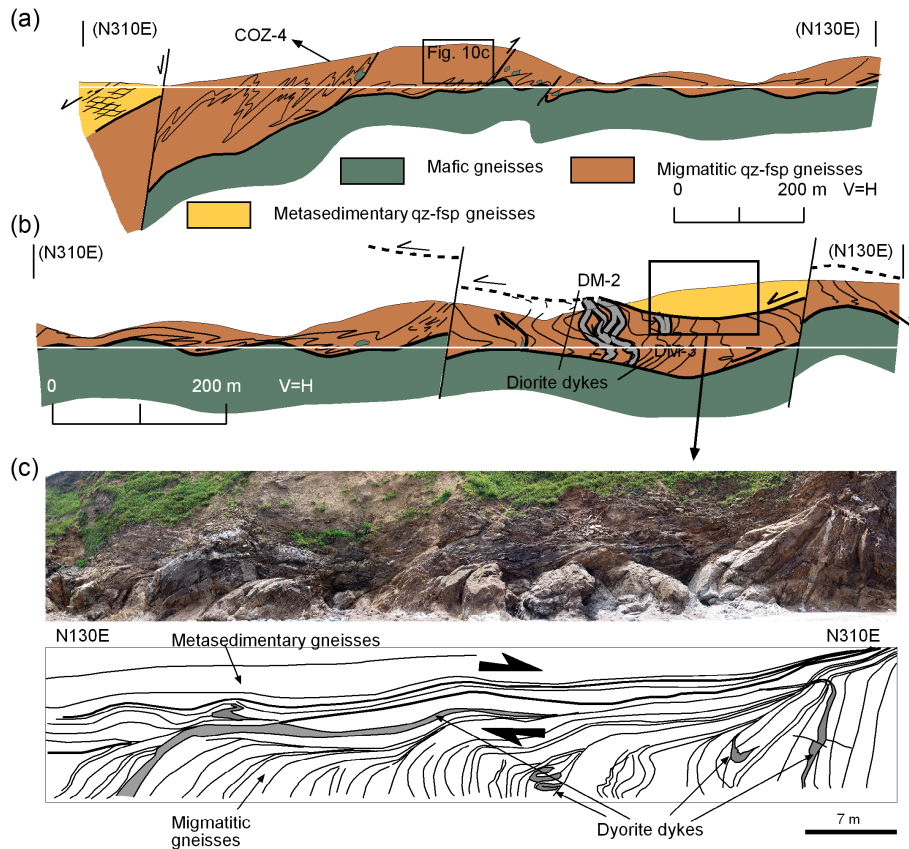 (a)
(N310E)
COZ-4
(N130E)
Fig. 10c
Mafic gneisses
Migmatitic qz-fsp gneisses
0 200 m V=H
Metasedimentary qz-fsp gneisses
(b)
(N310E)
(N130E)
DM-2
DM-3
0 200 m V=H
Diorite dykes
(c)
N130E
N310E
Metasedimentary gneisses
Migmatitic
gneisses
Dyorite dykes
7 m